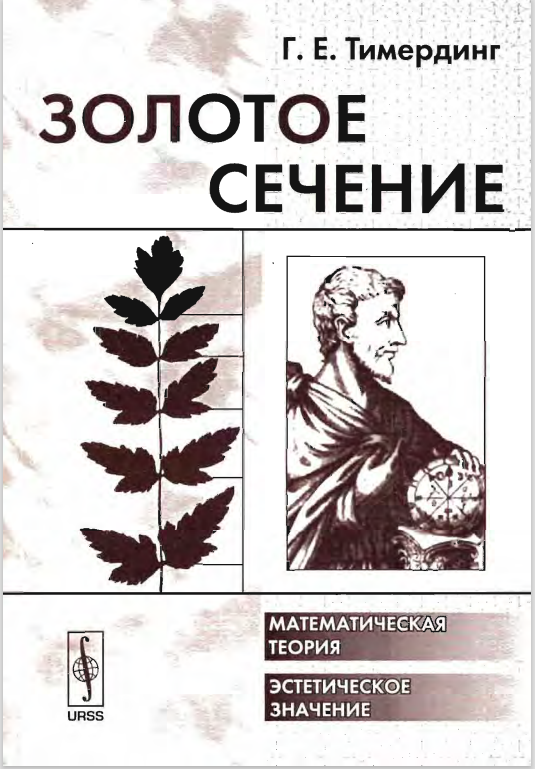 Г. Е. Тимердинг
ЗОЛОТОЕ
СЕЧЕНИЕ
МАТЕМАТИЧЕСКАЯ
ТЕОРИЯ
ЭСТЕТИЧЕСКОЕ
ЗНАЧЕНИЕ
URSS